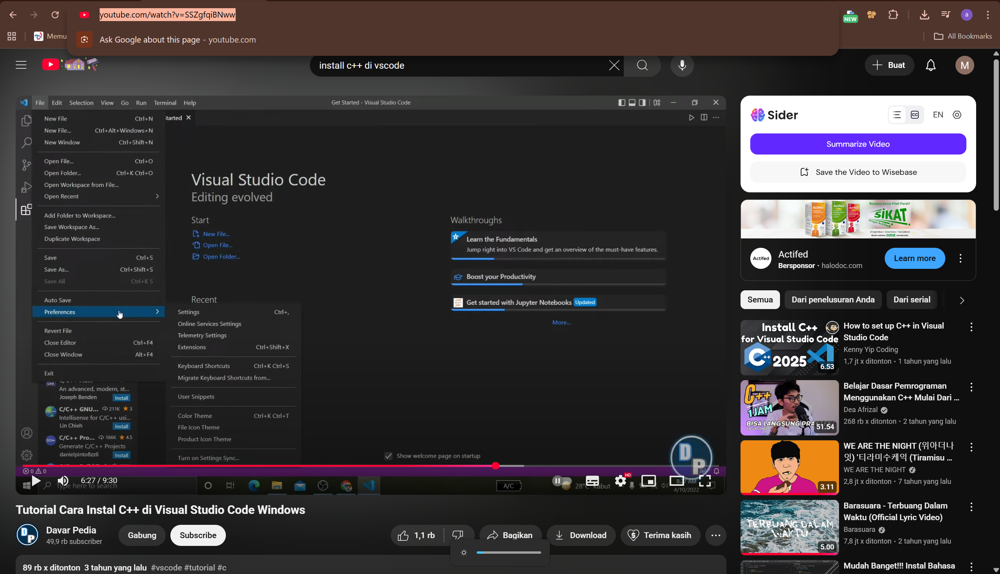 youtube.com/watch?v=SSZgfqiBNww
NEW
a
Memu
Ask Google about this page - youtube.com
All Bookmarks
install c++ di vscode
Buat
M
File Edit Selection View Go Run Terminal Help
Get Started - Visual Studio Code
New File Ctrl+N
New File... Ctrl+Alt+Windows+N
New Window Ctrl+Shift+N
Open File... Ctrl+O
Open Folder... Ctrl+K Ctrl+O
Open Workspace from File...
Open Recent
Add Folder to Workspace...
Save Workspace As...
Duplicate Workspace
Save Ctrl+S
Save As... Ctrl+Shift+S
Save All Ctrl+K S
Auto Save
Preferences
Revert File
Close Editor Ctrl+F4
Close Window Alt+F4
Exit
Started
Visual Studio Code
Editing evolved
Start
New File...
Open File...
Open Folder...
Recent
Walkthroughs
Learn the Fundamentals
Jump right into VS Code and get an overview of the must-have features.
Boost your Productivity
Get started with Jupyter Notebooks Updated
More...
Settings Ctrl+,
Online Services Settings
Telemetry Settings
Extensions Ctrl+Shift+X
Keyboard Shortcuts Ctrl+K Ctrl+S
Migrate Keyboard Shortcuts from...
User Snippets
Color Theme Ctrl+K Ctrl+T
File Icon Theme
Product Icon Theme
Turn on Settings Sync...
Lint
An advanced, modern, st...
Joseph Benden Install
C/C++ GNU... 211K 3
Intellisense for C/C++ usi...
Lin Chieh Install
C/C++ Pro... 166K 4.5
Generate C/C++ Projects
danielpinto8zz6 Install
Show welcome page on startup
DP
0 0
6:27 / 9:30
Type here to search
A/C
28°C Kabut
HD
AM
4/10/2022
Tutorial Cara Instal C++ di Visual Studio Code Windows
DP
Davar Pedia
49,9 rb subscriber
Gabung
Subscribe
1,1 rb
Bagikan
Download
Terima kasih
89 rb x ditonton 3 tahun yang lalu #vscode #tutorial #c
Sider
CC
EN
Summarize Video
Save the Video to Wisebase
Redakan Batuk Pilek Parah?
SIKAT
dengan Actifed
Actifed
Actifed
Actifed
Actifed
Actifed
Bersponsor · halodoc.com
Learn more
Semua
Dari penelusuran Anda
Dari serial
Install C++
for Visual Studio Code
C++ 2025
6.53
How to set up C++ in Visual
Studio Code
Kenny Yip Coding
1,7 jt x ditonton · 1 tahun yang lalu
C++
1JAM
BISA LANGSUNG
UNTUK PEMULA
51.54
Belajar Dasar Pemrograman
Menggunakan C++ Mulai Dari ...
Dea Afrizal
268 rb x ditonton · 2 tahun yang lalu
3.11
WE ARE THE NIGHT (위아더나
잇) '티라미수케익 (Tiramisu ...
WE ARE THE NIGHT
2,8 jt x ditonton · 7 tahun yang lalu
TERBUANG DALAM
WAKTU
5.00
Barasuara - Terbuang Dalam
Waktu (Official Lyric Video)
Barasuara
7,8 jt x ditonton · 2 tahun yang lalu
Mudah Banget!!! Instal Bahasa